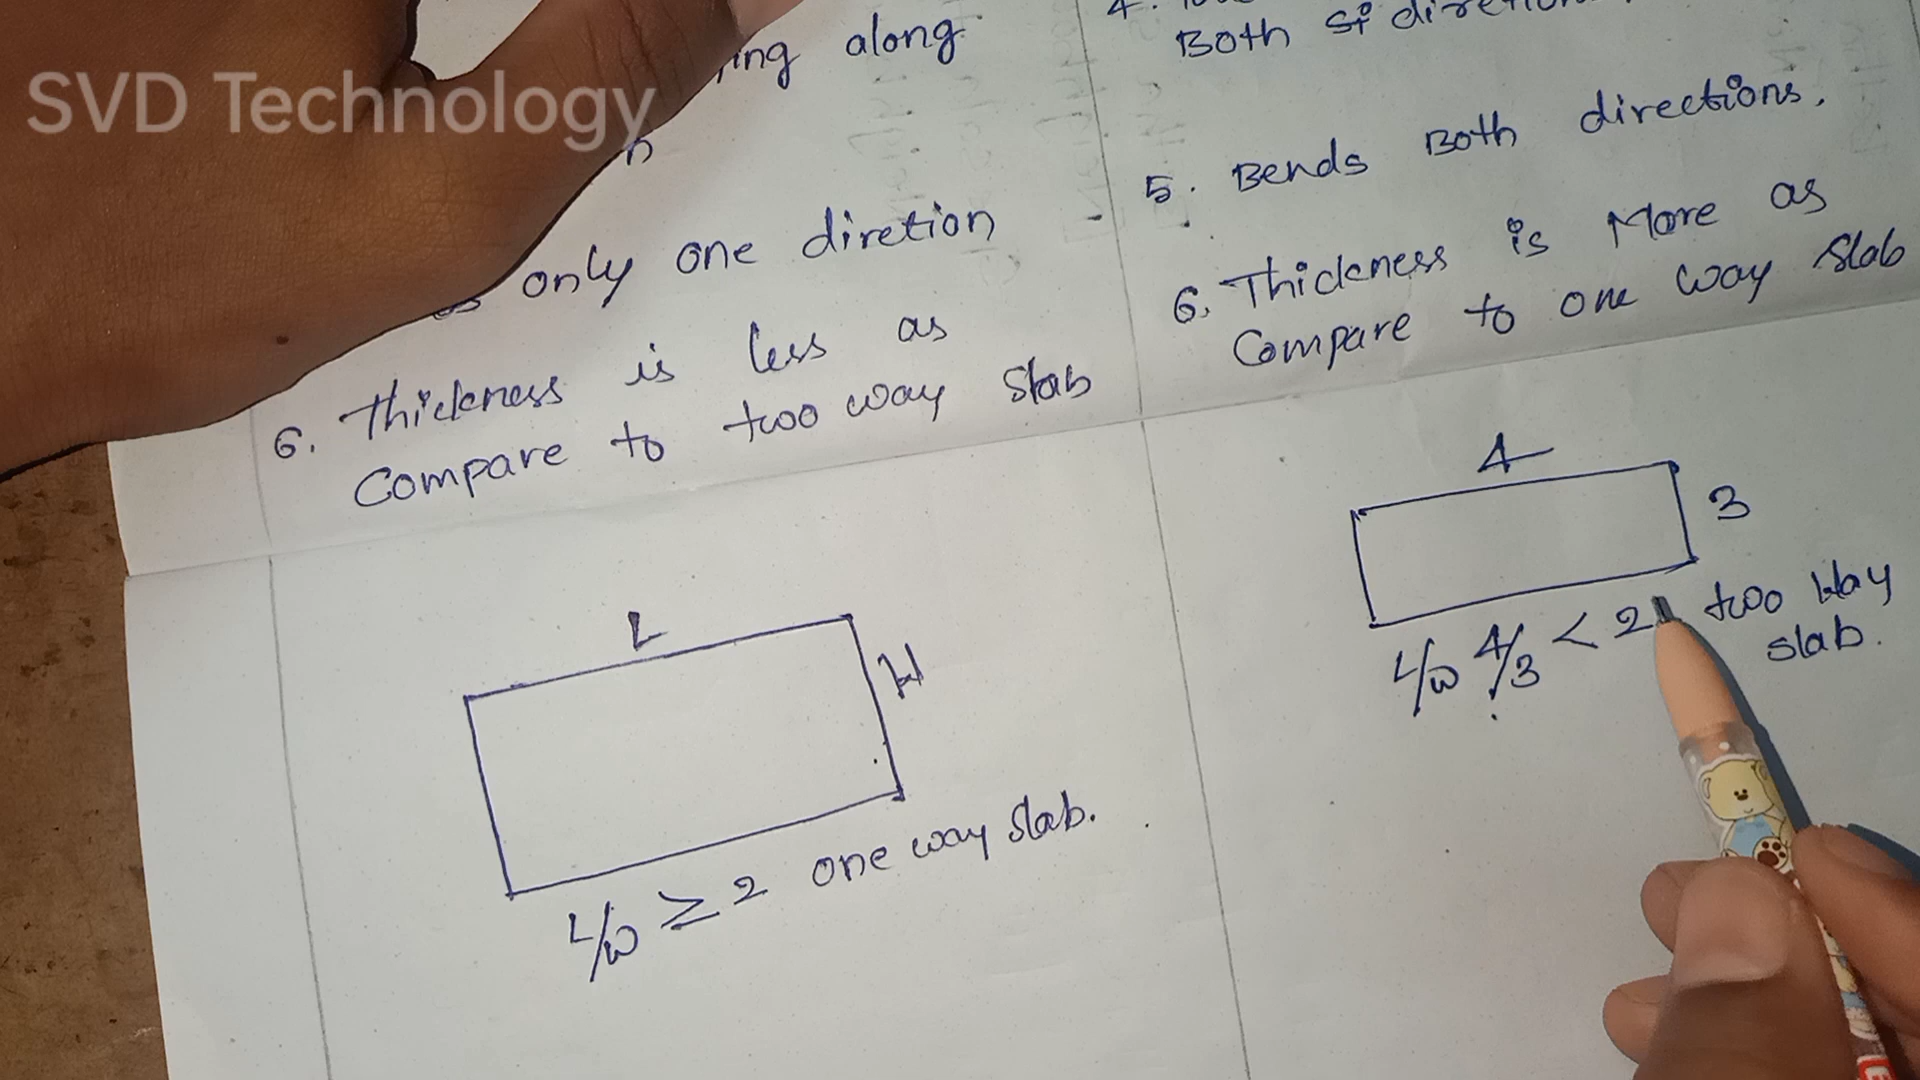 SVD Technology
along
only one diretion
6. Thickness is less as
Compare to two way Slab
L
W
L/W ≥ 2 one way Slab.
Both
5. Bends Both directions.
6. Thickness is More as
Compare to one way Slab
4
3
L/W 4/3 < 2 two Way
slab.